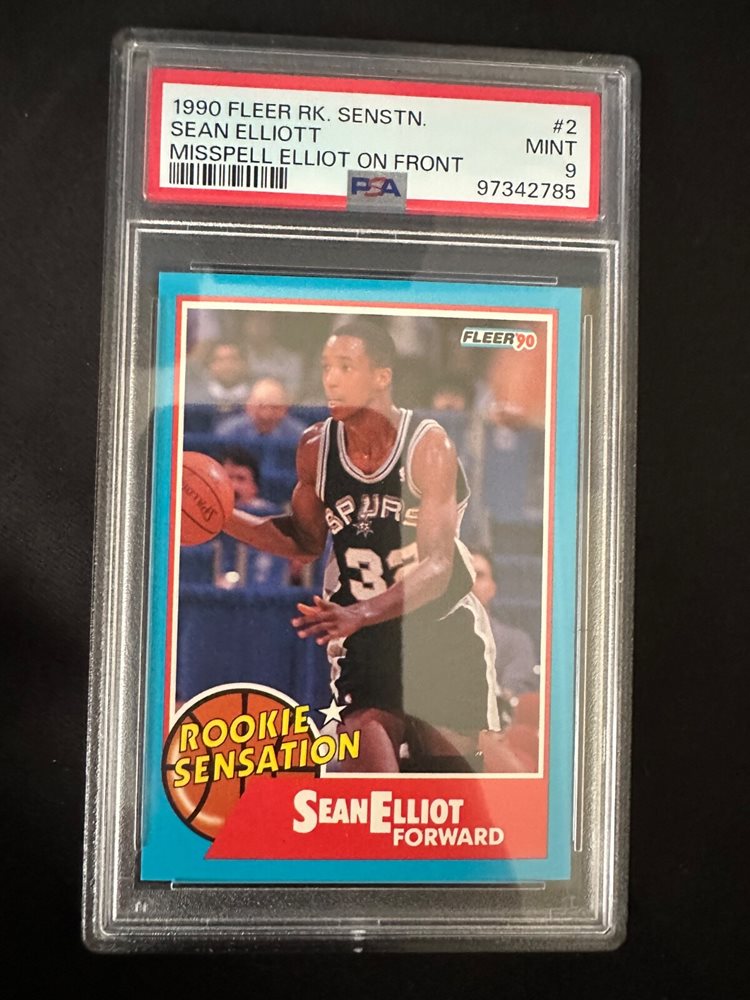 1990 FLEER RK. SENSTN. #2
SEAN ELLIOTT MINT
MISSPELL ELLIOT ON FRONT 9
PSA 97342785
FLEER '90
SPALDING
SPURS
32
ROOKIE
SENSATION
SEAN ELLIOT
FORWARD